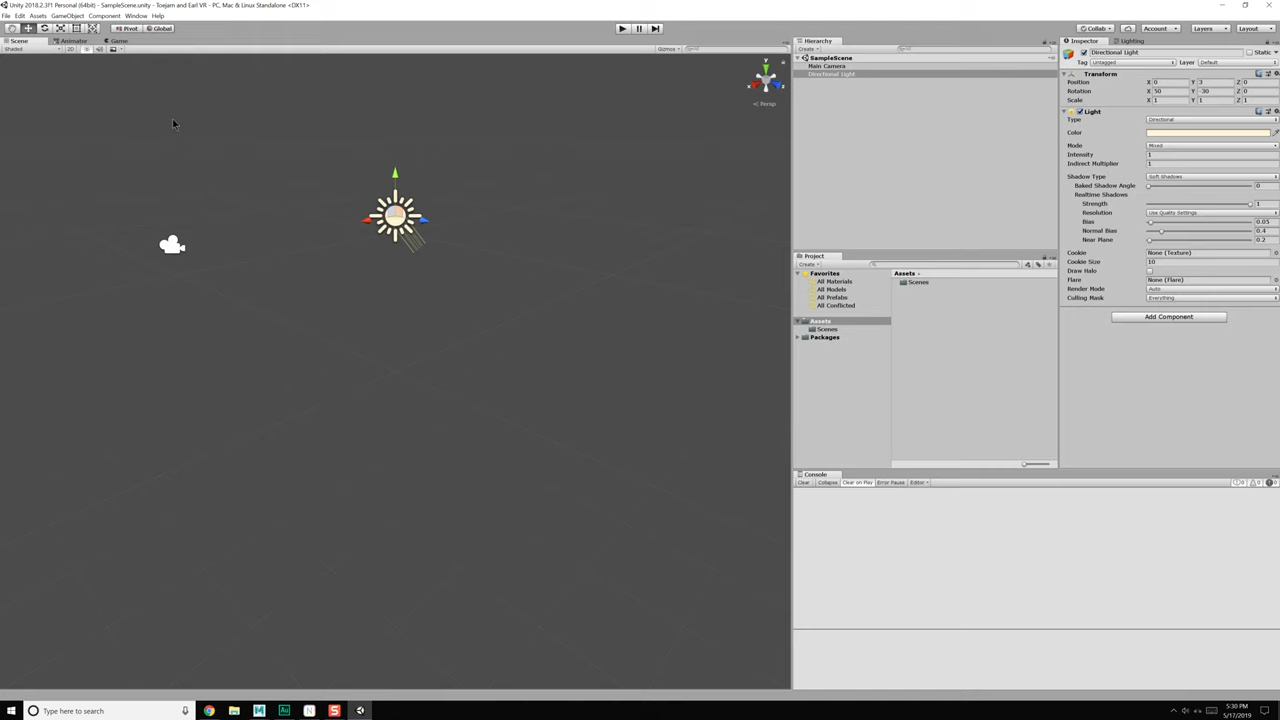 Unity 2018.2.3f1 Personal (64bit) - SampleScene.unity - Toejam and Earl VR - PC, Mac & Linux Standalone <DX11>
File Edit Assets GameObject Component Window Help
Pivot Global Collab Account Layers Layout
Scene Animator Game
Shaded 2D Gizmos
y
x z
< Persp
Hierarchy
Create
SampleScene
Main Camera
Directional Light
Project
Create
Favorites
All Materials
All Models
All Prefabs
All Conflicted
Assets
Scenes
Packages
Assets
Scenes
Console
Clear Collapse Clear on Play Error Pause Editor 0 0 0
Inspector Lighting
Directional Light Static
Tag Untagged Layer Default
Transform
Position X 0 Y 3 Z 0
Rotation X 50 Y -30 Z 0
Scale X 1 Y 1 Z 1
Light
Type Directional
Color
Mode Mixed
Intensity 1
Indirect Multiplier 1
Shadow Type Soft Shadows
Baked Shadow Angle 0
Realtime Shadows
Strength 1
Resolution Use Quality Settings
Bias 0.05
Normal Bias 0.4
Near Plane 0.2
Cookie None (Texture)
Cookie Size 10
Draw Halo
Flare None (Flare)
Render Mode Auto
Culling Mask Everything
Add Component
Type here to search
5:30 PM
5/17/2019